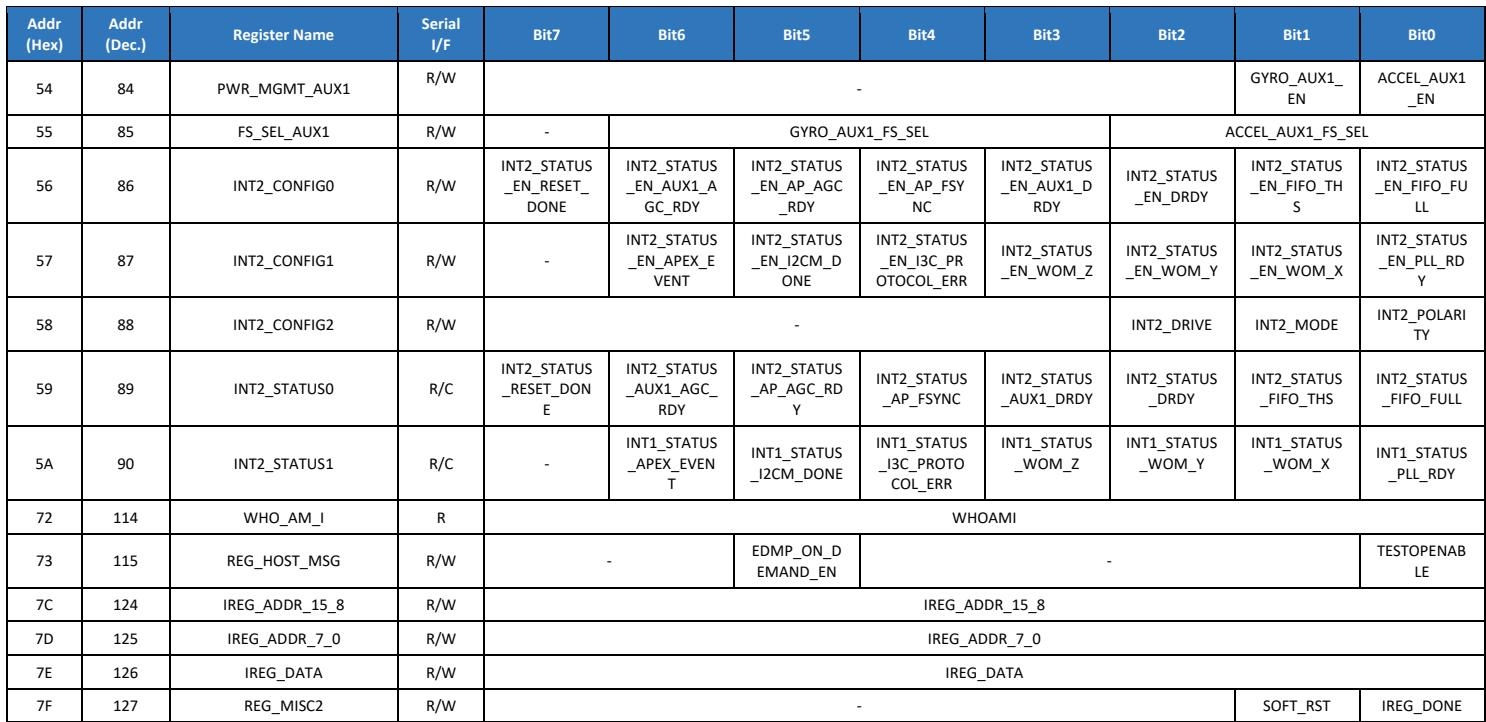 Addr (Hex) Addr (Dec.) Register Name Serial I/F Bit7 Bit6 Bit5 Bit4 Bit3 Bit2 Bit1 Bit0
54 84 PWR_MGMT_AUX1 R/W - GYRO_AUX1_EN ACCEL_AUX1_EN
55 85 FS_SEL_AUX1 R/W - GYRO_AUX1_FS_SEL ACCEL_AUX1_FS_SEL
56 86 INT2_CONFIG0 R/W INT2_STATUS_EN_RESET_DONE INT2_STATUS_EN_AUX1_AGC_RDY INT2_STATUS_EN_AP_AGC_RDY INT2_STATUS_EN_AP_FSYNC INT2_STATUS_EN_AUX1_DRDY INT2_STATUS_EN_DRDY INT2_STATUS_EN_FIFO_THS INT2_STATUS_EN_FIFO_FULL
57 87 INT2_CONFIG1 R/W - INT2_STATUS_EN_APEX_EVENT INT2_STATUS_EN_I2CM_DONE INT2_STATUS_EN_I3C_PROTOCOL_ERR INT2_STATUS_EN_WOM_Z INT2_STATUS_EN_WOM_Y INT2_STATUS_EN_WOM_X INT2_STATUS_EN_PLL_RDY
58 88 INT2_CONFIG2 R/W - INT2_DRIVE INT2_MODE INT2_POLARITY
59 89 INT2_STATUS0 R/C INT2_STATUS_RESET_DONE INT2_STATUS_AUX1_AGC_RDY INT2_STATUS_AP_AGC_RDY INT2_STATUS_AP_FSYNC INT2_STATUS_AUX1_DRDY INT2_STATUS_DRDY INT2_STATUS_FIFO_THS INT2_STATUS_FIFO_FULL
5A 90 INT2_STATUS1 R/C - INT1_STATUS_APEX_EVENT INT1_STATUS_I2CM_DONE INT1_STATUS_I3C_PROTOCOL_ERR INT1_STATUS_WOM_Z INT1_STATUS_WOM_Y INT1_STATUS_WOM_X INT1_STATUS_PLL_RDY
72 114 WHO_AM_I R WHOAMI
73 115 REG_HOST_MSG R/W - EDMP_ON_DEMAND_EN - TESTOPENABLE
7C 124 IREG_ADDR_15_8 R/W IREG_ADDR_15_8
7D 125 IREG_ADDR_7_0 R/W IREG_ADDR_7_0
7E 126 IREG_DATA R/W IREG_DATA
7F 127 REG_MISC2 R/W - SOFT_RST IREG_DONE